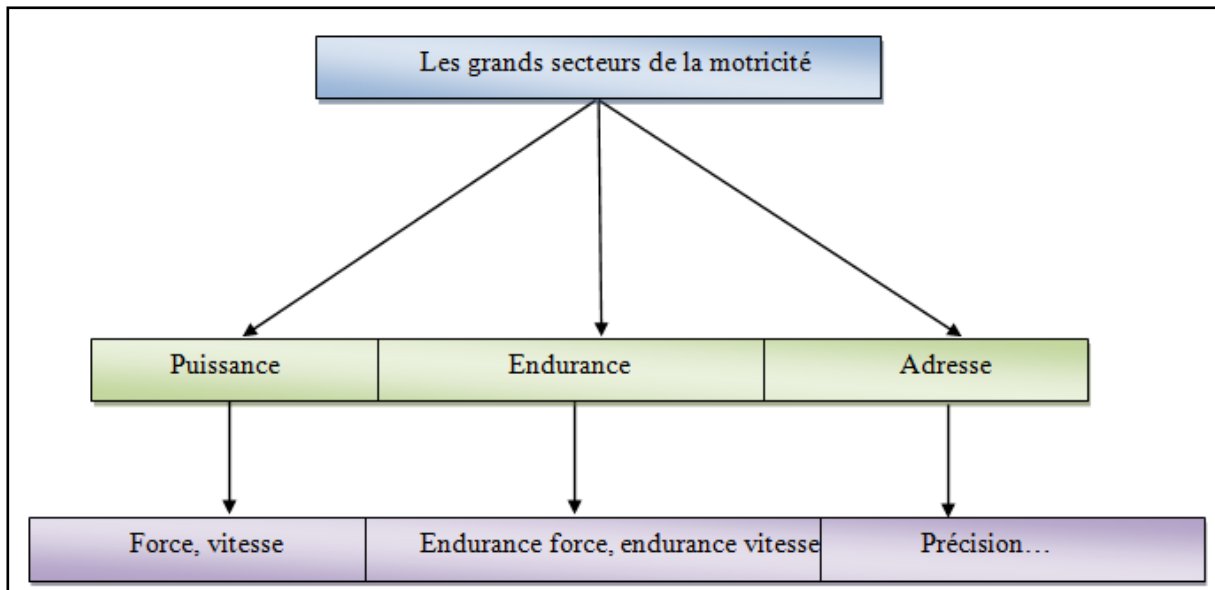 Les grands secteurs de la motricité
Puissance
Endurance
Adresse
Force, vitesse
Endurance force, endurance vitesse
Précision…